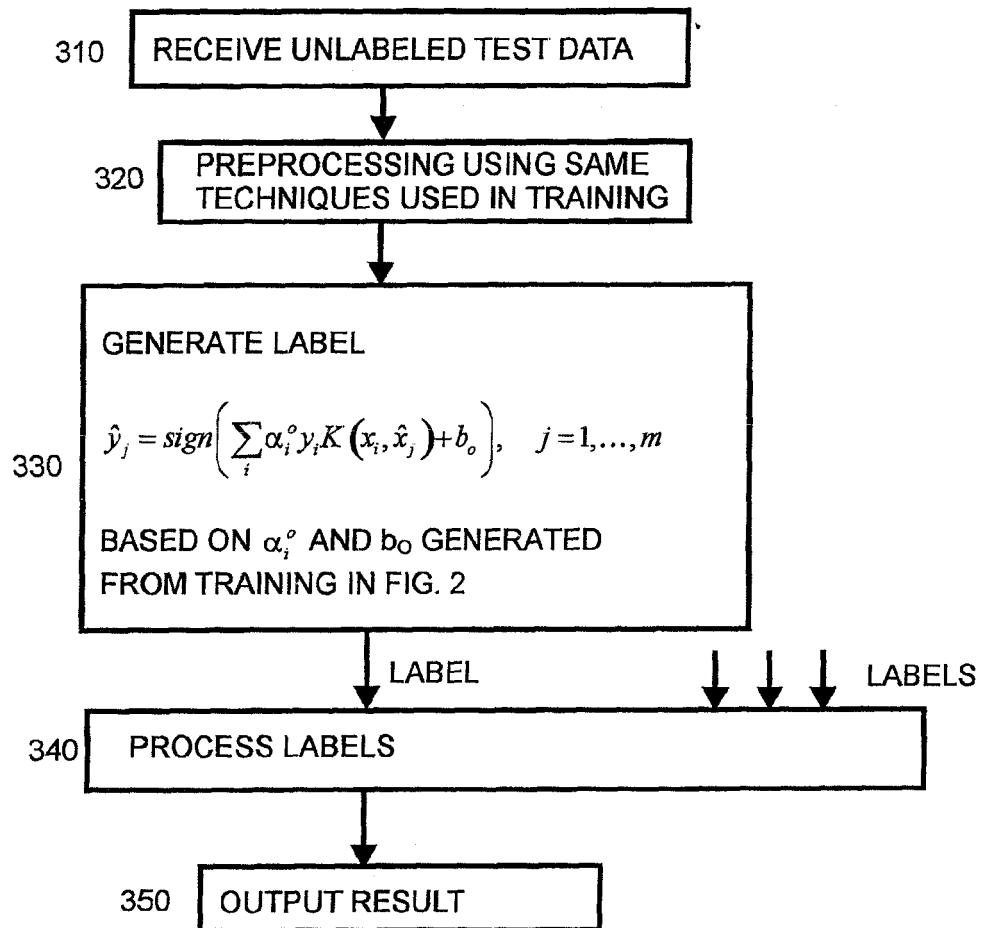 310 RECEIVE UNLABELED TEST DATA
320 PREPROCESSING USING SAME
TECHNIQUES USED IN TRAINING
GENERATE LABEL
ŷ_j = sign(∑_i α_i^o y_i K(x_i, x̂_j) + b_o), j = 1,...,m
330
BASED ON α_i^o AND b_O GENERATED
FROM TRAINING IN FIG. 2
LABEL
LABELS
340 PROCESS LABELS
350 OUTPUT RESULT